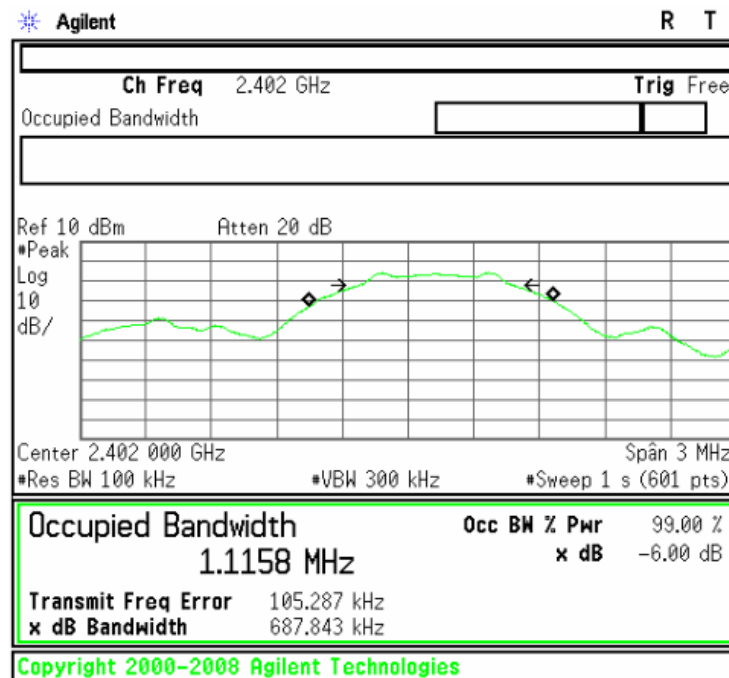 Agilent R T
Ch Freq 2.402 GHz Trig Free
Occupied Bandwidth
Ref 10 dBm Atten 20 dB
#Peak
Log
10
dB/
Center 2.402 000 GHz Spân 3 MHz
#Res BW 100 kHz #VBW 300 kHz #Sweep 1 s (601 pts)
Occupied Bandwidth Occ BW % Pwr 99.00 %
1.1158 MHz x dB -6.00 dB
Transmit Freq Error 105.287 kHz
x dB Bandwidth 687.843 kHz
Copyright 2000-2008 Agilent Technologies